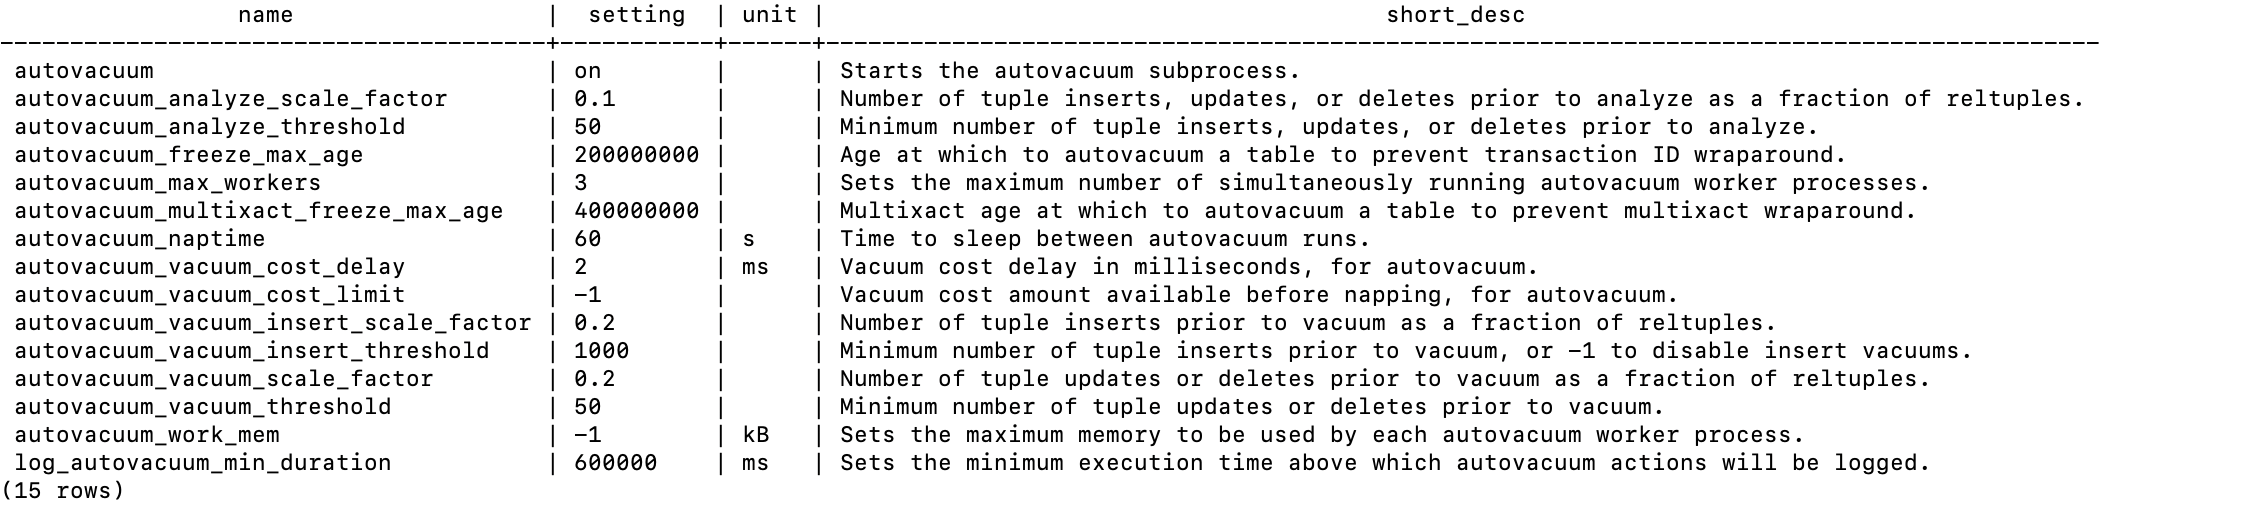 name                  |  setting  | unit |                                        short_desc
---------------------------------------+-----------+------+-------------------------------------------------------------------------------------------
 autovacuum                            | on        |      | Starts the autovacuum subprocess.
 autovacuum_analyze_scale_factor       | 0.1       |      | Number of tuple inserts, updates, or deletes prior to analyze as a fraction of reltuples.
 autovacuum_analyze_threshold          | 50        |      | Minimum number of tuple inserts, updates, or deletes prior to analyze.
 autovacuum_freeze_max_age             | 200000000 |      | Age at which to autovacuum a table to prevent transaction ID wraparound.
 autovacuum_max_workers                | 3         |      | Sets the maximum number of simultaneously running autovacuum worker processes.
 autovacuum_multixact_freeze_max_age   | 400000000 |      | Multixact age at which to autovacuum a table to prevent multixact wraparound.
 autovacuum_naptime                    | 60        | s    | Time to sleep between autovacuum runs.
 autovacuum_vacuum_cost_delay          | 2         | ms   | Vacuum cost delay in milliseconds, for autovacuum.
 autovacuum_vacuum_cost_limit          | -1        |      | Vacuum cost amount available before napping, for autovacuum.
 autovacuum_vacuum_insert_scale_factor | 0.2       |      | Number of tuple inserts prior to vacuum as a fraction of reltuples.
 autovacuum_vacuum_insert_threshold    | 1000      |      | Minimum number of tuple inserts prior to vacuum, or -1 to disable insert vacuums.
 autovacuum_vacuum_scale_factor        | 0.2       |      | Number of tuple updates or deletes prior to vacuum as a fraction of reltuples.
 autovacuum_vacuum_threshold           | 50        |      | Minimum number of tuple updates or deletes prior to vacuum.
 autovacuum_work_mem                   | -1        | kB   | Sets the maximum memory to be used by each autovacuum worker process.
 log_autovacuum_min_duration           | 600000    | ms   | Sets the minimum execution time above which autovacuum actions will be logged.
(15 rows)